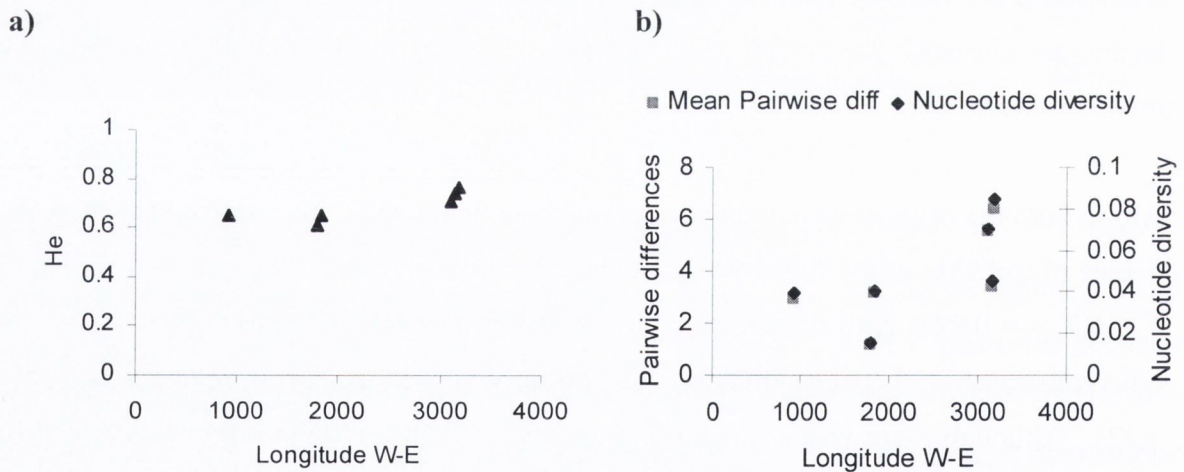 a)
1
0.8
0.6
0.4
0.2
0
He
0 1000 2000 3000 4000
Longitude W-E
b)
Mean Pairwise diff Nucleotide diversity
8
6
4
2
0
Pairwise differences
0.1
0.08
0.06
0.04
0.02
0
Nucleotide diversity
0 1000 2000 3000 4000
Longitude W-E